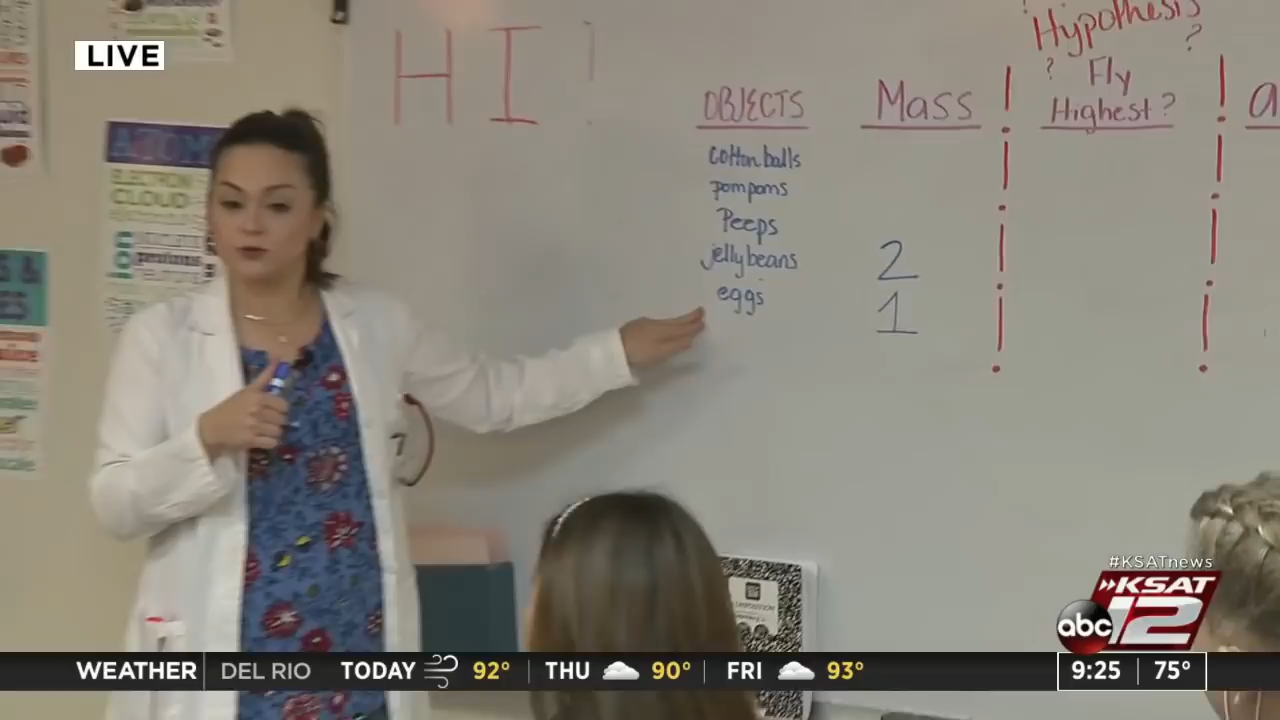 LIVE
HI!
Hypothesis
?
?
Fly
Highest?
OBJECTS
Mass
a
cotton balls
pompoms
Peeps
jellybeans
2
eggs
1
ATOM
ELECTRON
CLOUD
#KSATnews
KSAT
abc 12
WEATHER DEL RIO TODAY 92° THU 90° FRI 93° 9:25 75°